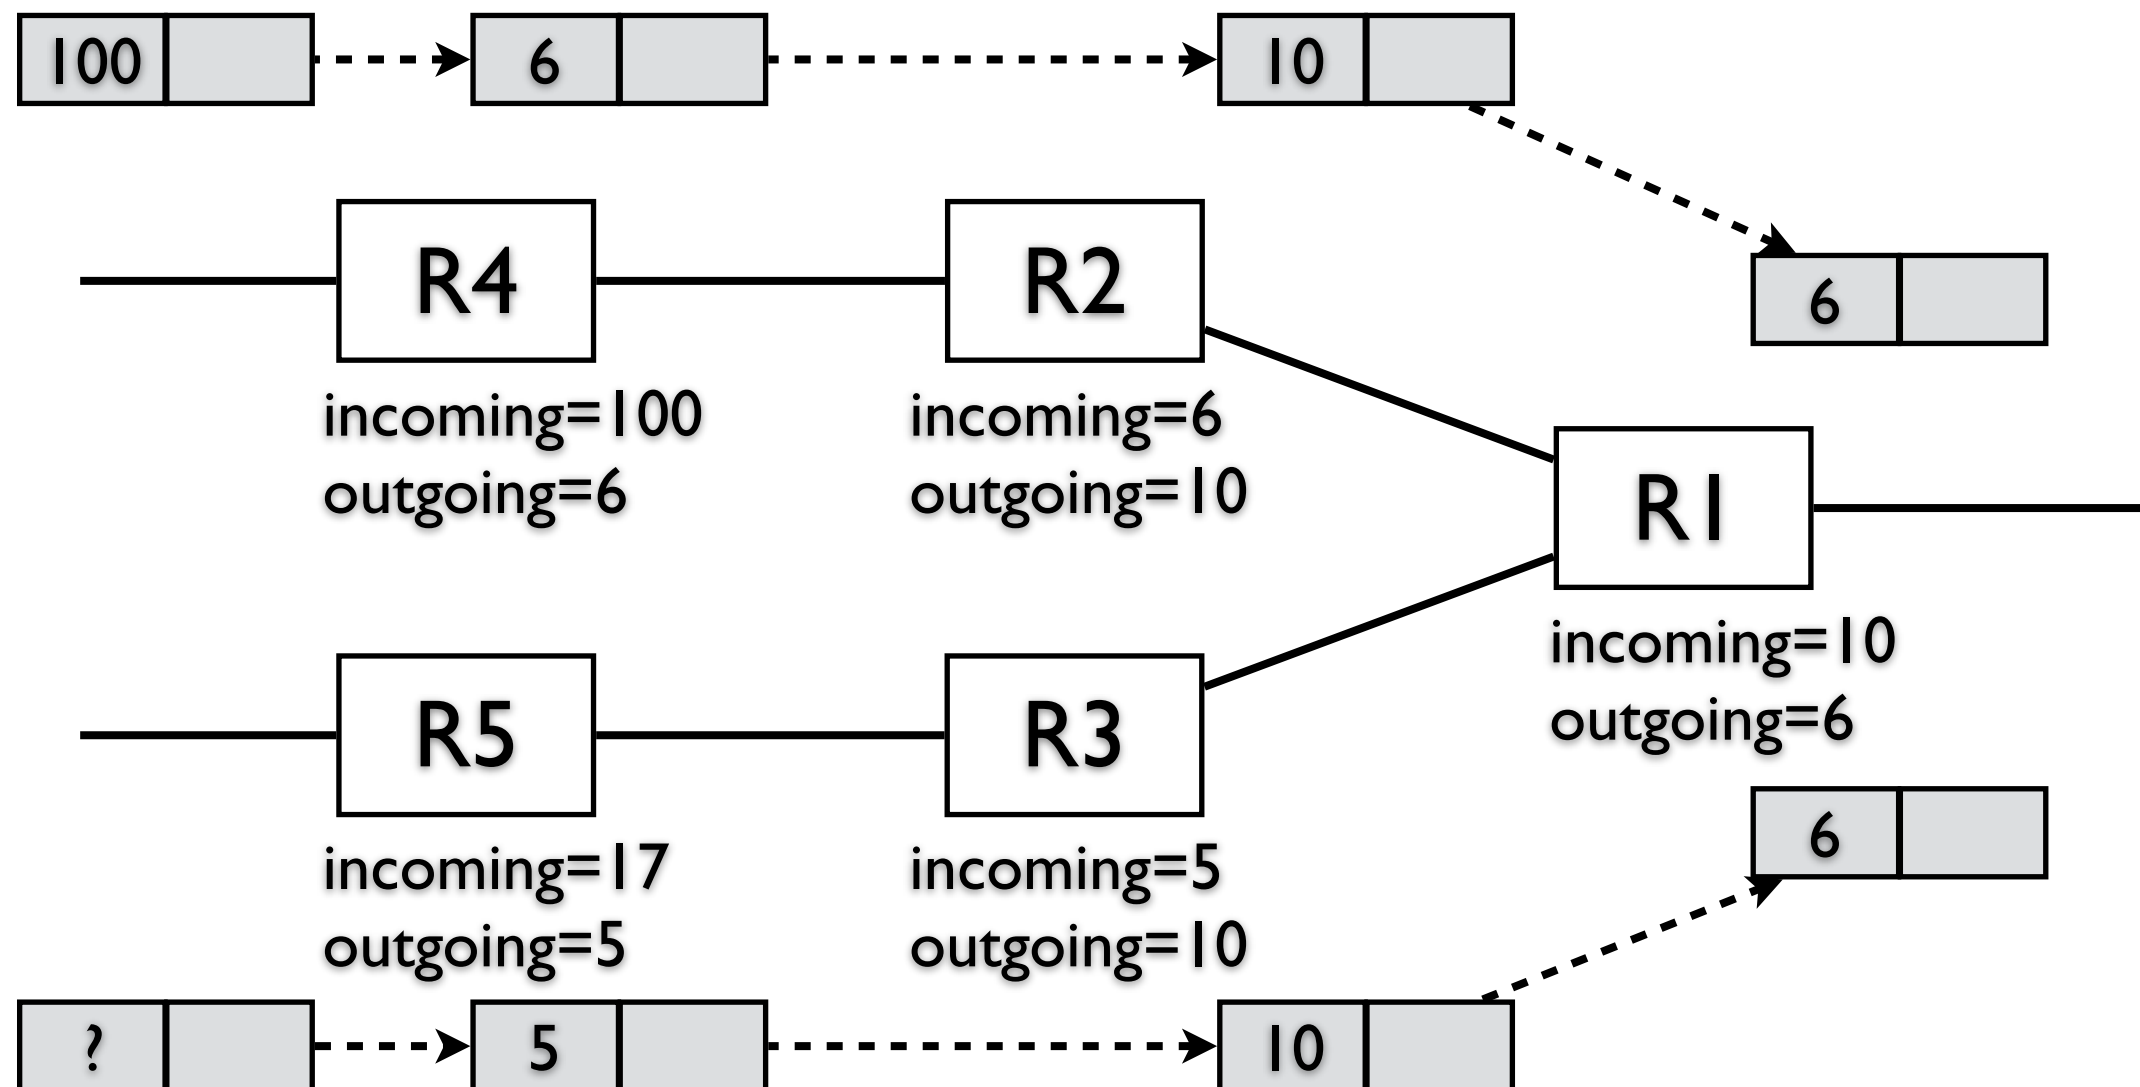 100
6
10
6
R4
R2
incoming=100
outgoing=6
incoming=6
outgoing=10
R1
incoming=10
outgoing=6
R5
R3
incoming=17
outgoing=5
incoming=5
outgoing=10
6
?
5
10